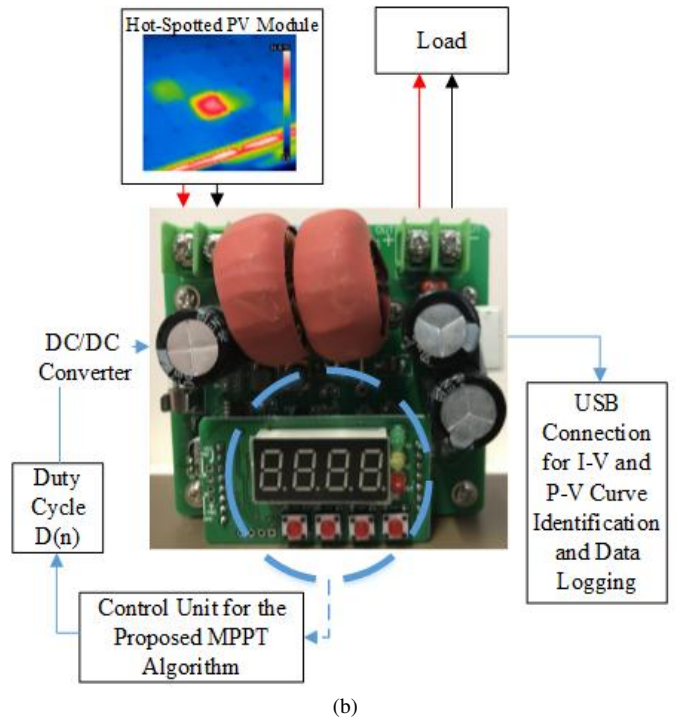 Hot-Spotted PV Module
Load
DC/DC
Converter
Duty
Cycle
D(n)
Control Unit for the
Proposed MPPT
Algorithm
USB
Connection
for I-V and
P-V Curve
Identification
and Data
Logging
(b)